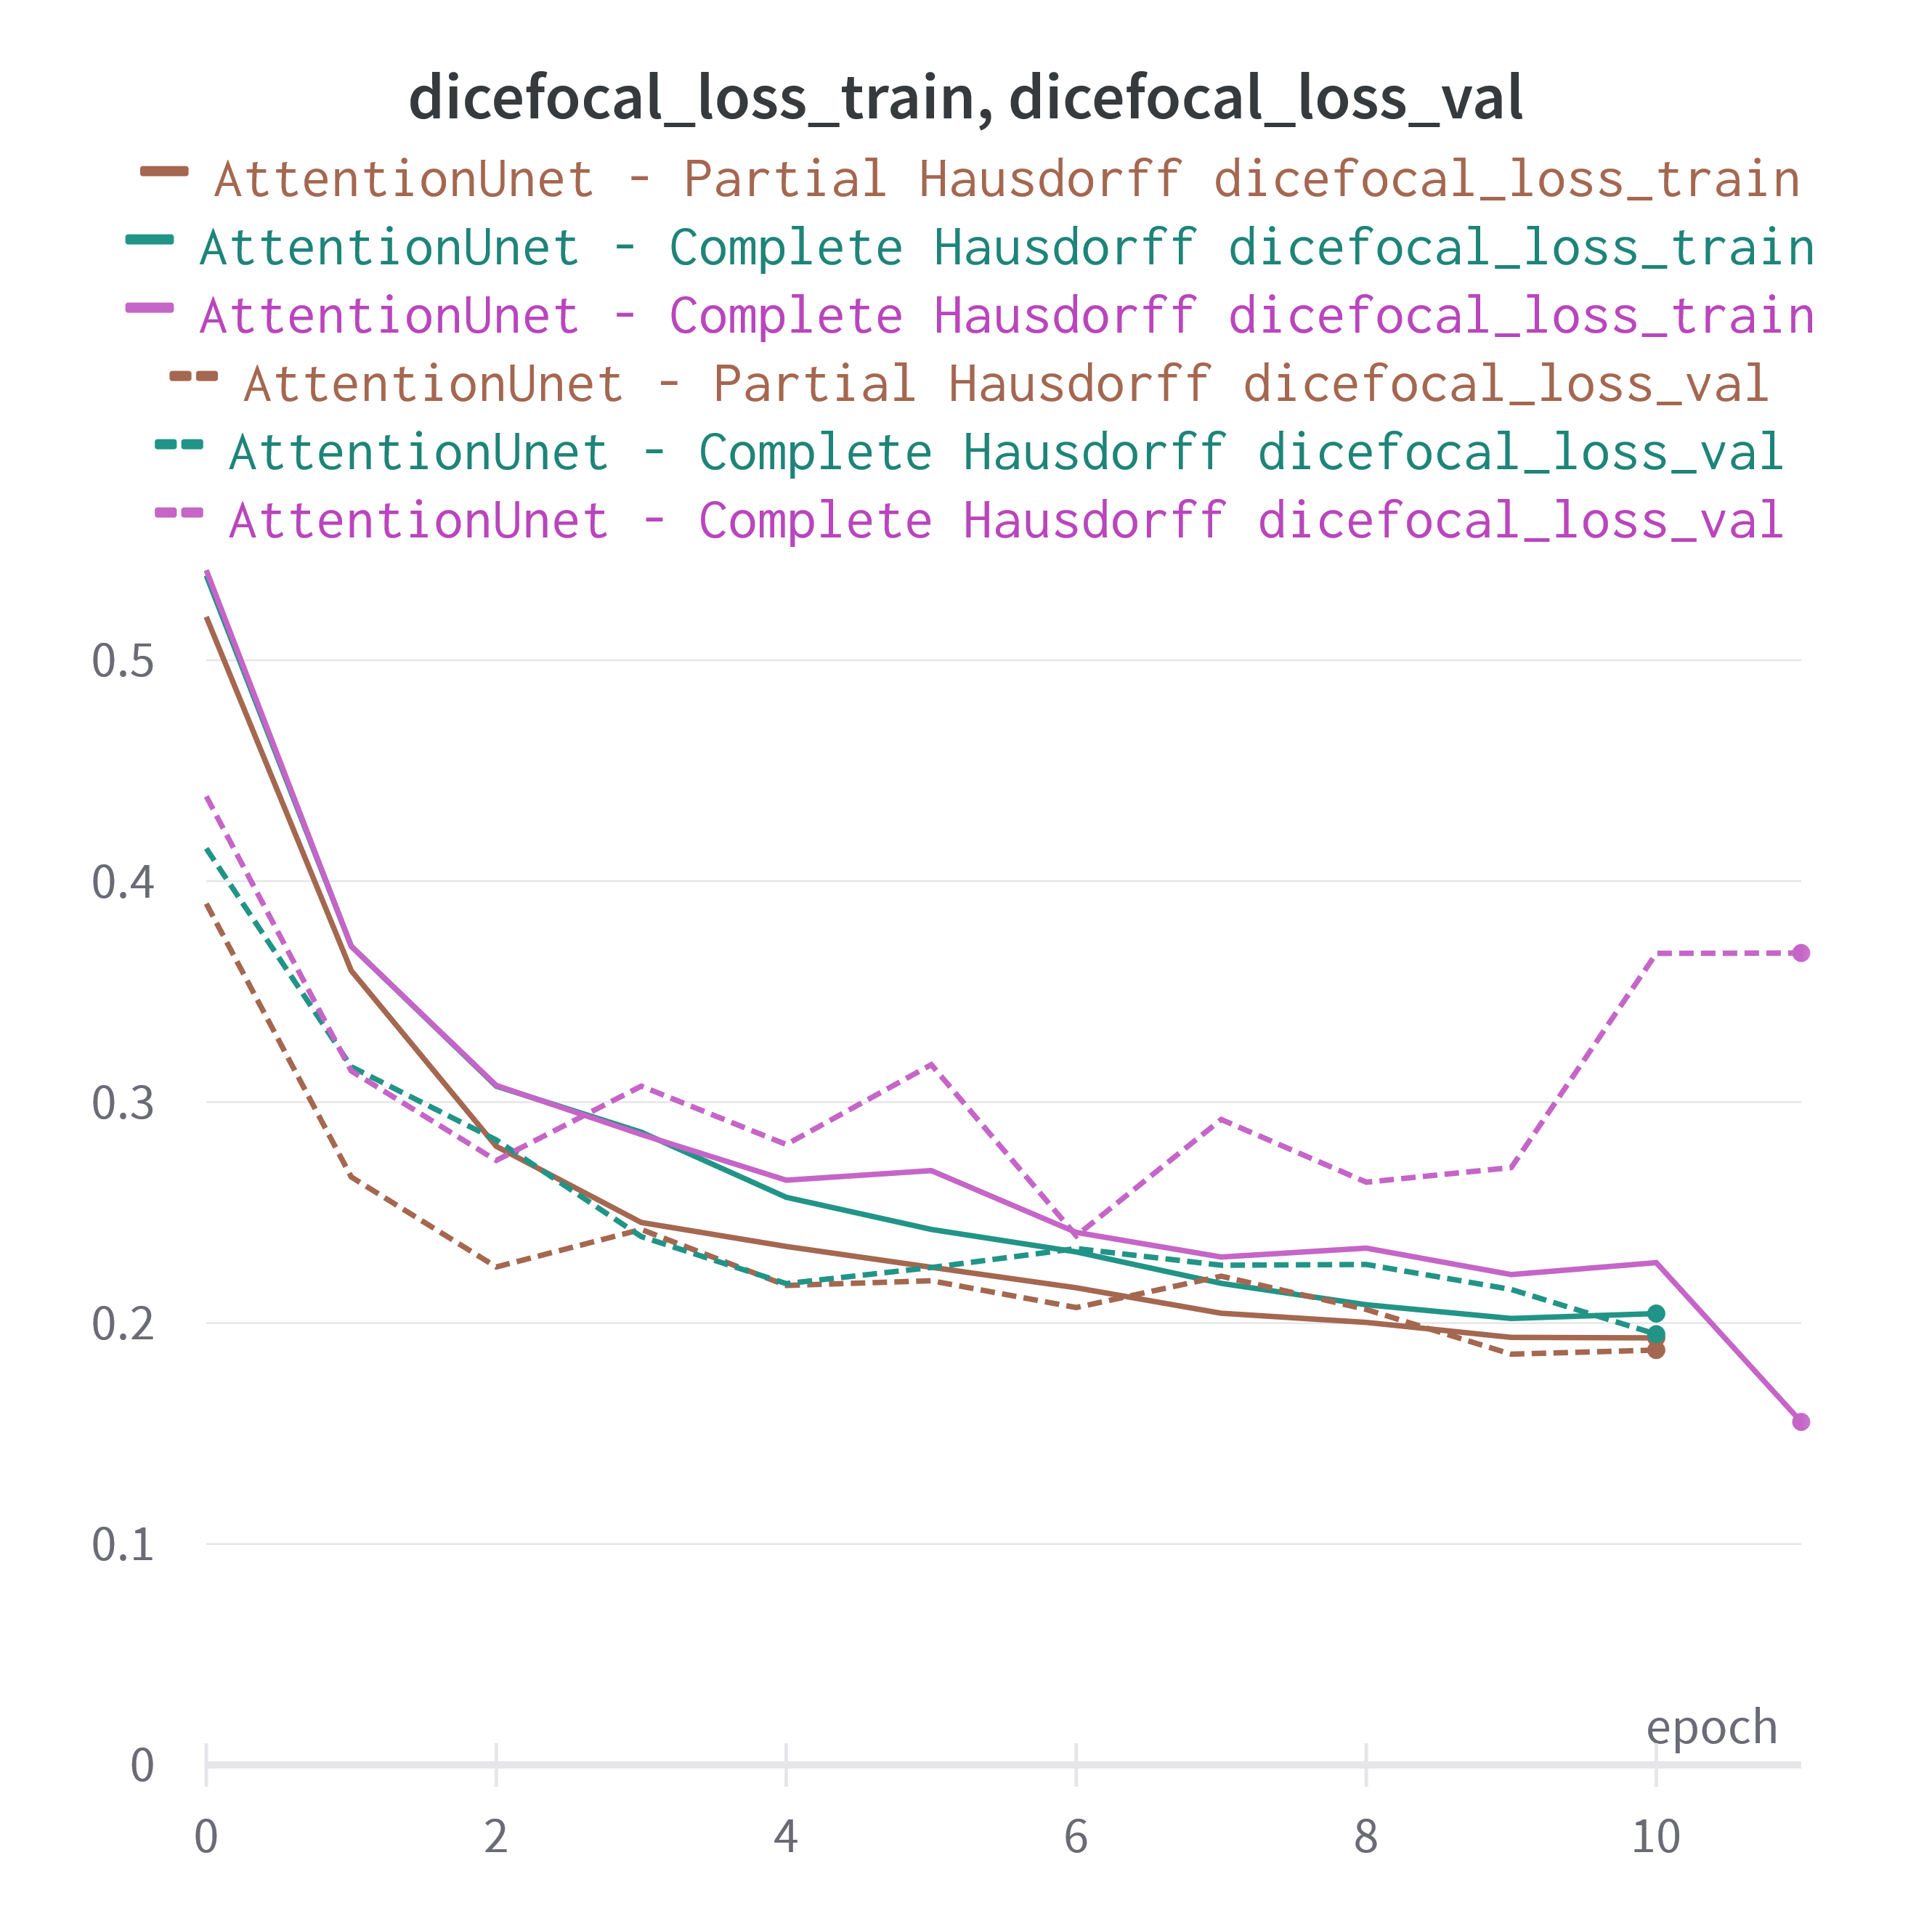 dicefocal_loss_train, dicefocal_loss_val
AttentionUnet - Partial Hausdorff dicefocal_loss_train
AttentionUnet - Complete Hausdorff dicefocal_loss_train
AttentionUnet - Complete Hausdorff dicefocal_loss_train
AttentionUnet - Partial Hausdorff dicefocal_loss_val
AttentionUnet - Complete Hausdorff dicefocal_loss_val
AttentionUnet - Complete Hausdorff dicefocal_loss_val
0.5
0.4
0.3
0.2
0.1
epoch
0
0 2 4 6 8 10